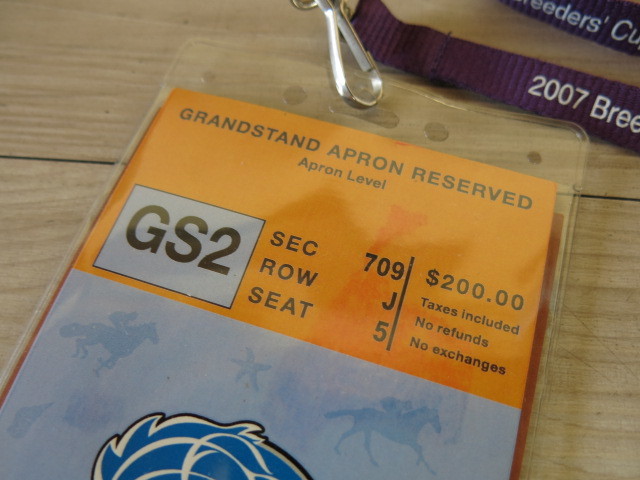 Breeders' Cu
2007 Bree
GRANDSTAND APRON RESERVED
Apron Level
GS2
SEC 709
ROW J
SEAT 5
$200.00
Taxes included
No refunds
No exchanges